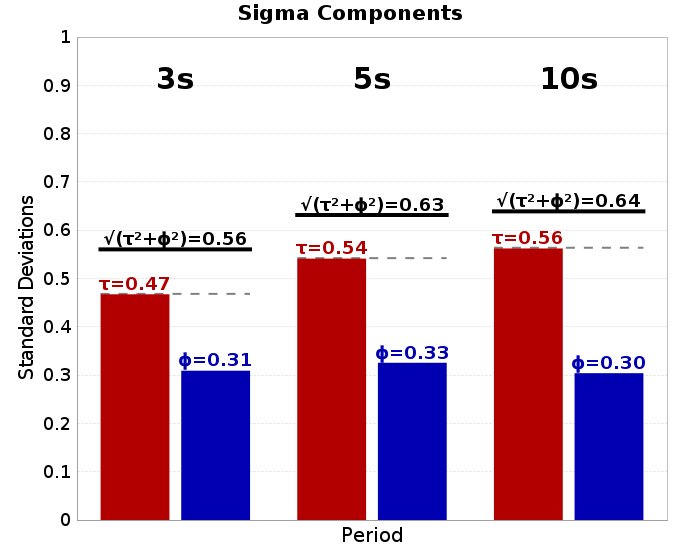 Sigma Components
1
0.9
0.8
0.7
0.6
0.5
0.4
0.3
0.2
0.1
0
Standard Deviations
3s
5s
10s
√(τ²+ϕ²)=0.56
√(τ²+ϕ²)=0.63
√(τ²+ϕ²)=0.64
τ=0.47
τ=0.54
τ=0.56
ϕ=0.31
ϕ=0.33
ϕ=0.30
Period